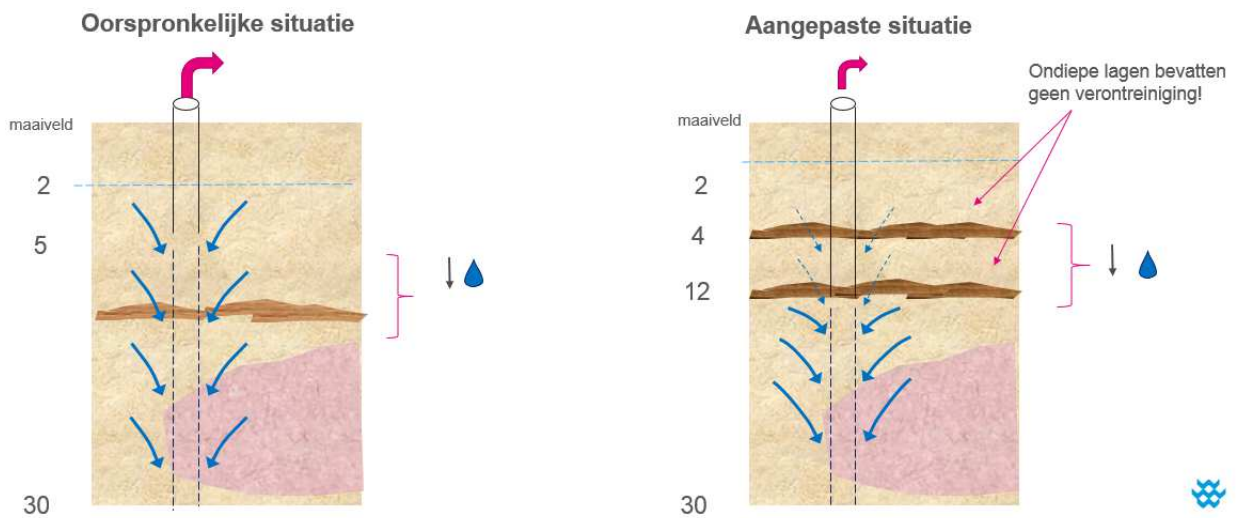 Oorspronkelijke situatie
maaiveld
2
5
30
Aangepaste situatie
Ondiepe lagen bevatten
geen verontreiniging!
maaiveld
2
4
12
30